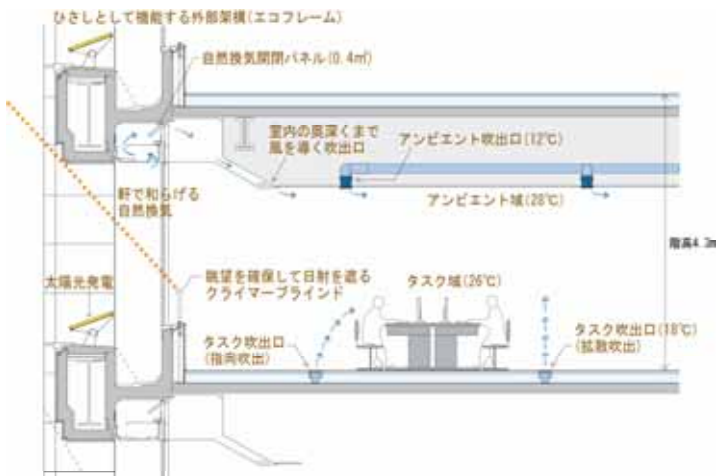 ひさしとして機能する外部架構(エコフレーム)
自然換気開閉パネル(0.4㎡)
室内の奥深くまで
風を導く吹出口
アンビエント吹出口(12℃)
軒で和らげる
自然換気
アンビエント域(28℃)
階高4.3m
太陽光発電
眺望を確保して日射を遮る
クライマーブラインド
タスク域(26℃)
タスク吹出口
(指向吹出)
タスク吹出口(18℃)
(拡散吹出)